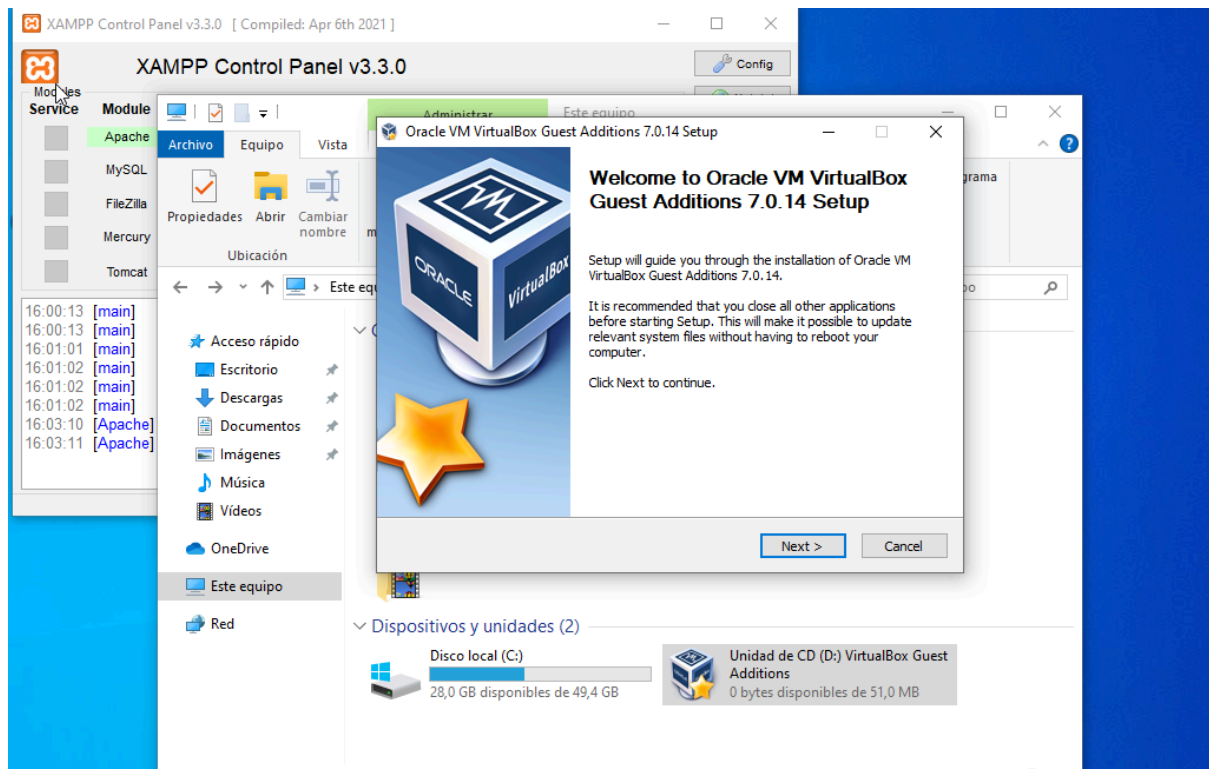 XAMPP Control Panel v3.3.0 [ Compiled: Apr 6th 2021 ]
XAMPP Control Panel v3.3.0
Config
Modules
Service
Module
Apache
MySQL
FileZilla
Mercury
Tomcat
16:00:13 [main]
16:00:13 [main]
16:01:01 [main]
16:01:02 [main]
16:01:02 [main]
16:01:02 [main]
16:03:10 [Apache]
16:03:11 [Apache]
Administrar
Este equipo
Archivo
Equipo
Vista
Propiedades
Abrir
Cambiar
nombre
Ubicación
Acceso rápido
Escritorio
Descargas
Documentos
Imágenes
Música
Vídeos
OneDrive
Este equipo
Red
Oracle VM VirtualBox Guest Additions 7.0.14 Setup
Welcome to Oracle VM VirtualBox
Guest Additions 7.0.14 Setup
ORACLE
VirtualBox
Setup will guide you through the installation of Oracle VM
VirtualBox Guest Additions 7.0.14.
It is recommended that you close all other applications
before starting Setup. This will make it possible to update
relevant system files without having to reboot your
computer.
Click Next to continue.
Next >
Cancel
Dispositivos y unidades (2)
Disco local (C:)
28,0 GB disponibles de 49,4 GB
Unidad de CD (D:) VirtualBox Guest
Additions
0 bytes disponibles de 51,0 MB